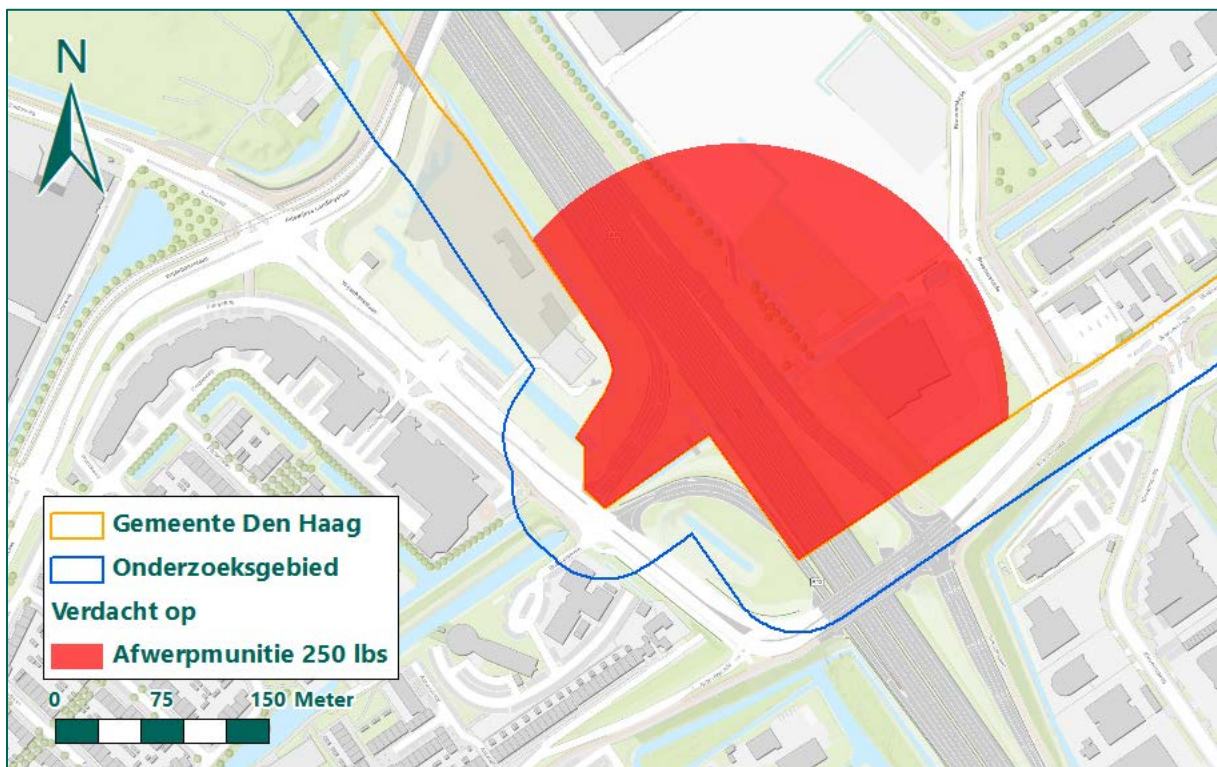 N
Gemeente Den Haag
Onderzoeksgebied
Verdacht op
Afwerpmunitie 250 lbs
0 75 150 Meter